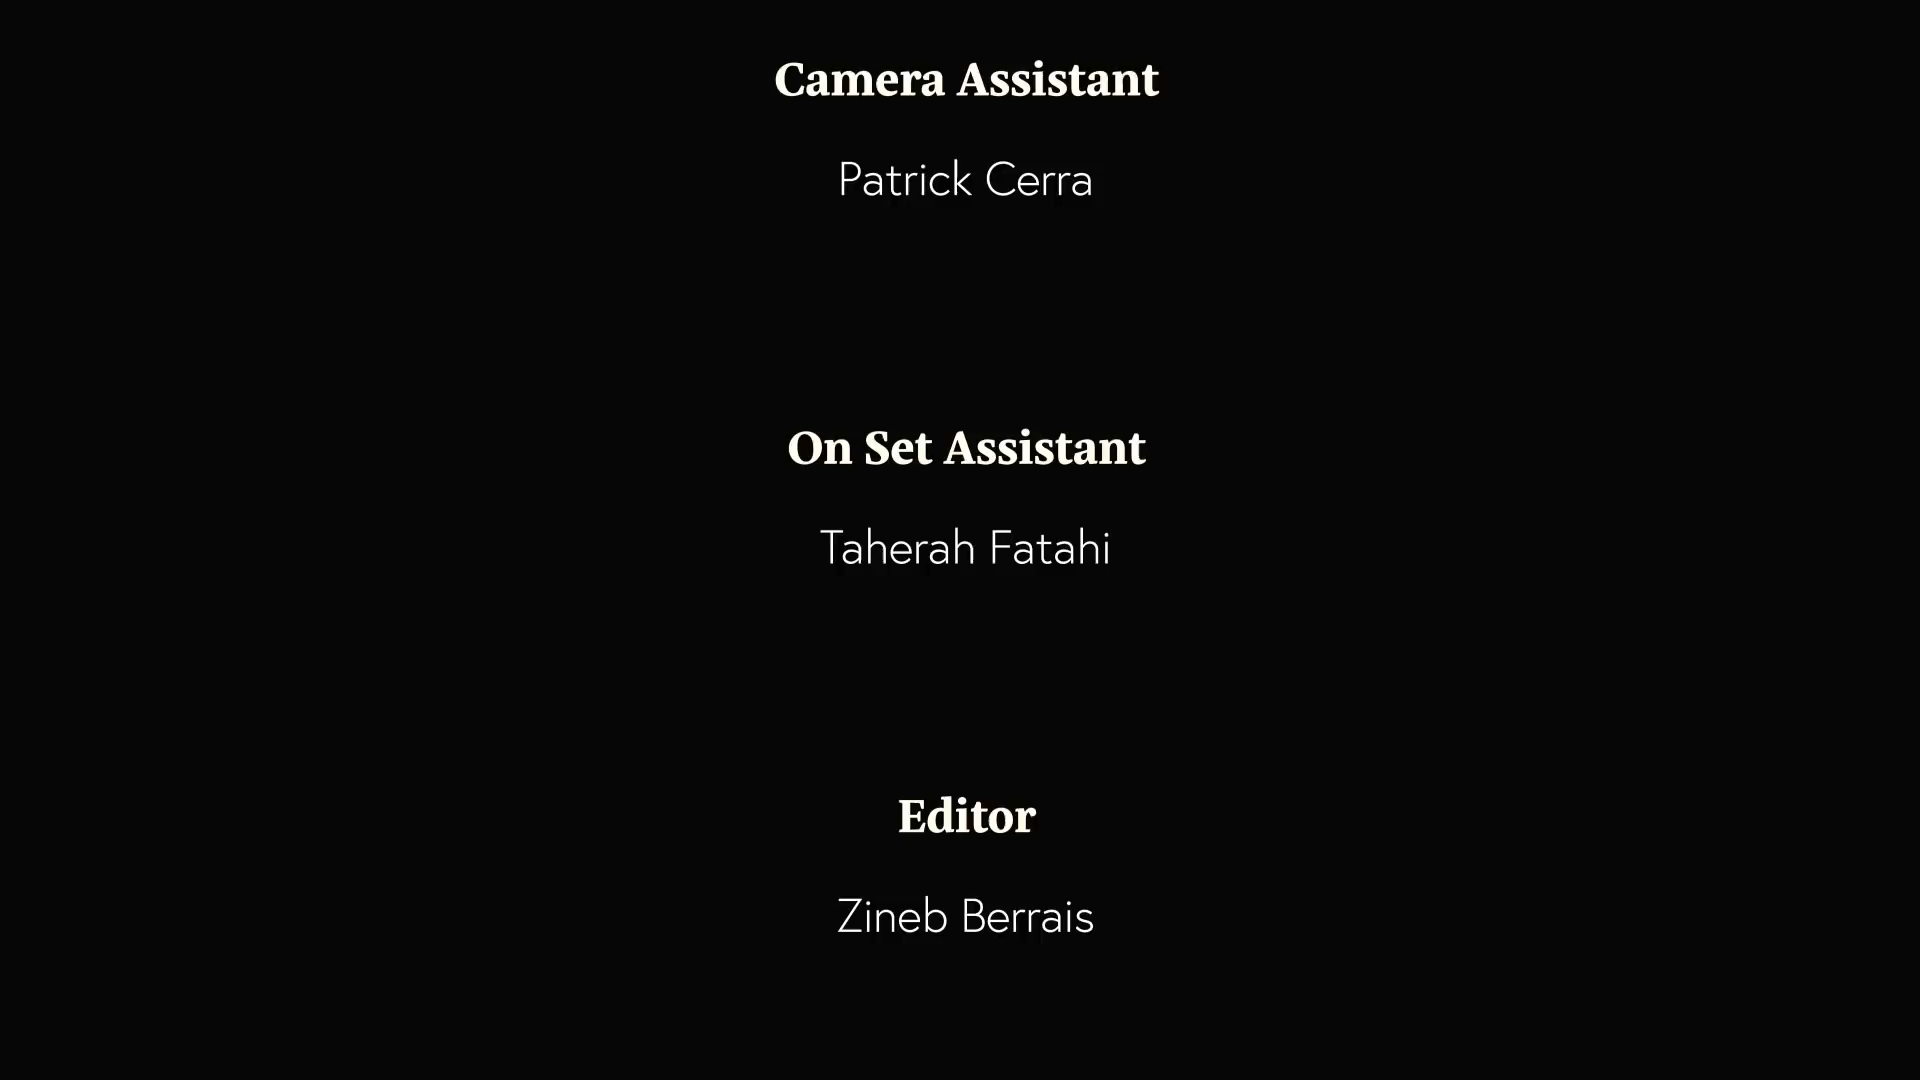 Camera Assistant
Patrick Cerra
On Set Assistant
Taherah Fatahi
Editor
Zineb Berrais